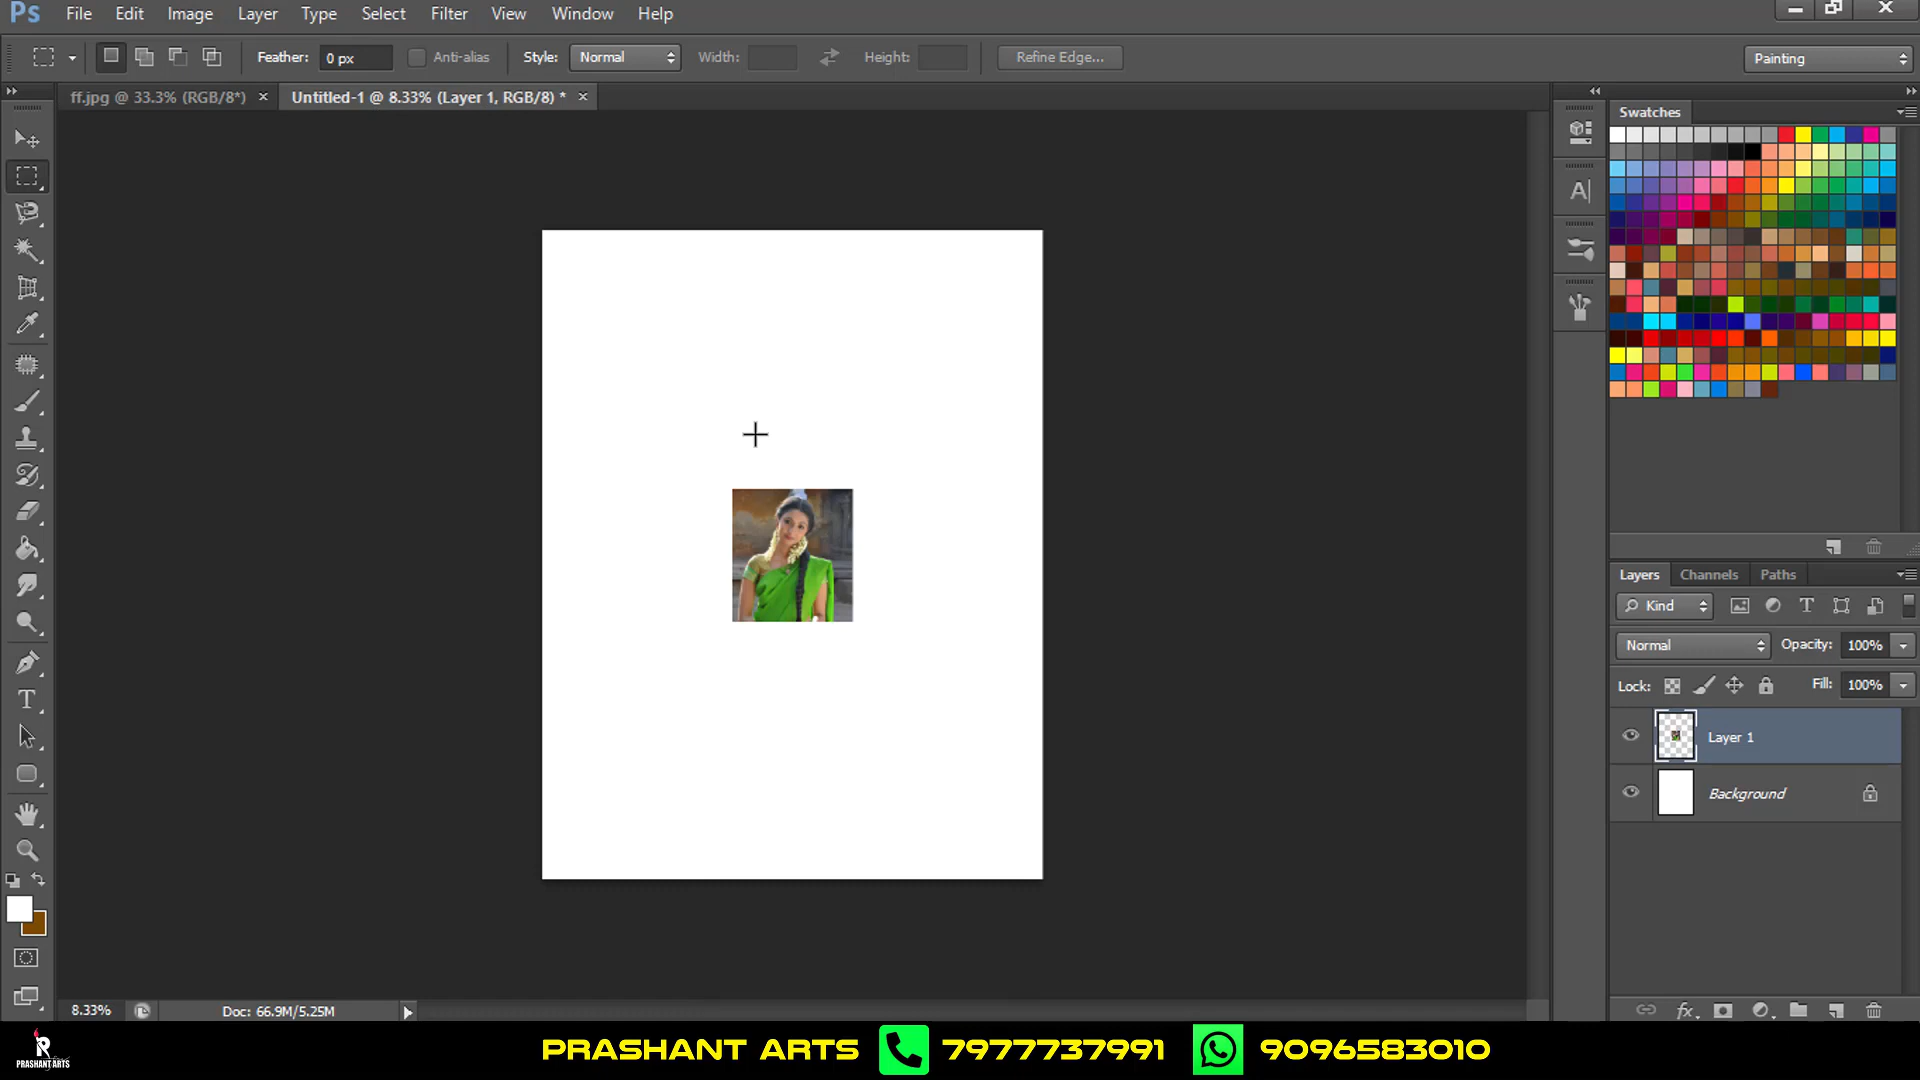 Ps File Edit Image Layer Type Select Filter View Window Help
Feather: 0 px Anti-alias Style: Normal Width: Height: Refine Edge... Painting
ff.jpg @ 33.3% (RGB/8*) × Untitled-1 @ 8.33% (Layer 1, RGB/8) * ×
Swatches
Layers Channels Paths
Kind
Normal Opacity: 100%
Lock: Fill: 100%
Layer 1
Background
8.33% Doc: 66.9M/5.25M
PRASHANT ARTS 7977737991 9096583010
PRASHANT ARTS